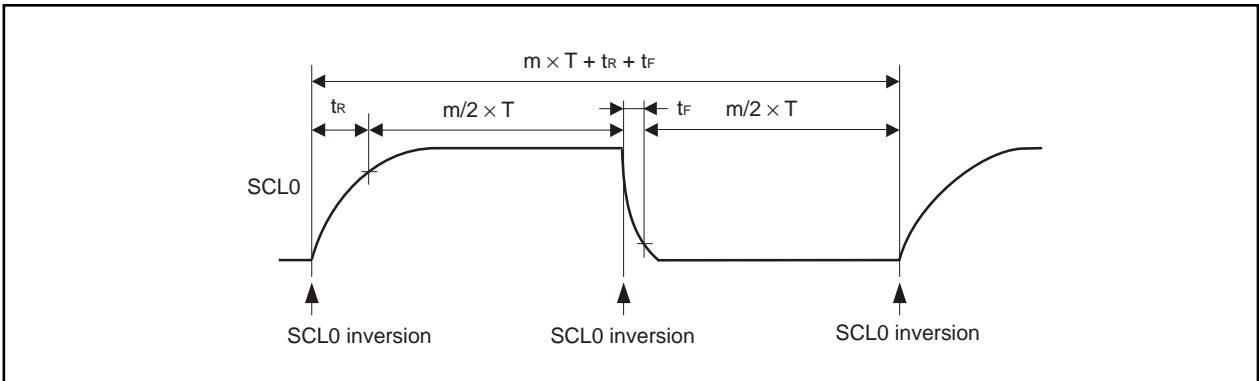 m × T + tR + tF
tR
m/2 × T
tF
m/2 × T
SCL0
SCL0 inversion
SCL0 inversion
SCL0 inversion